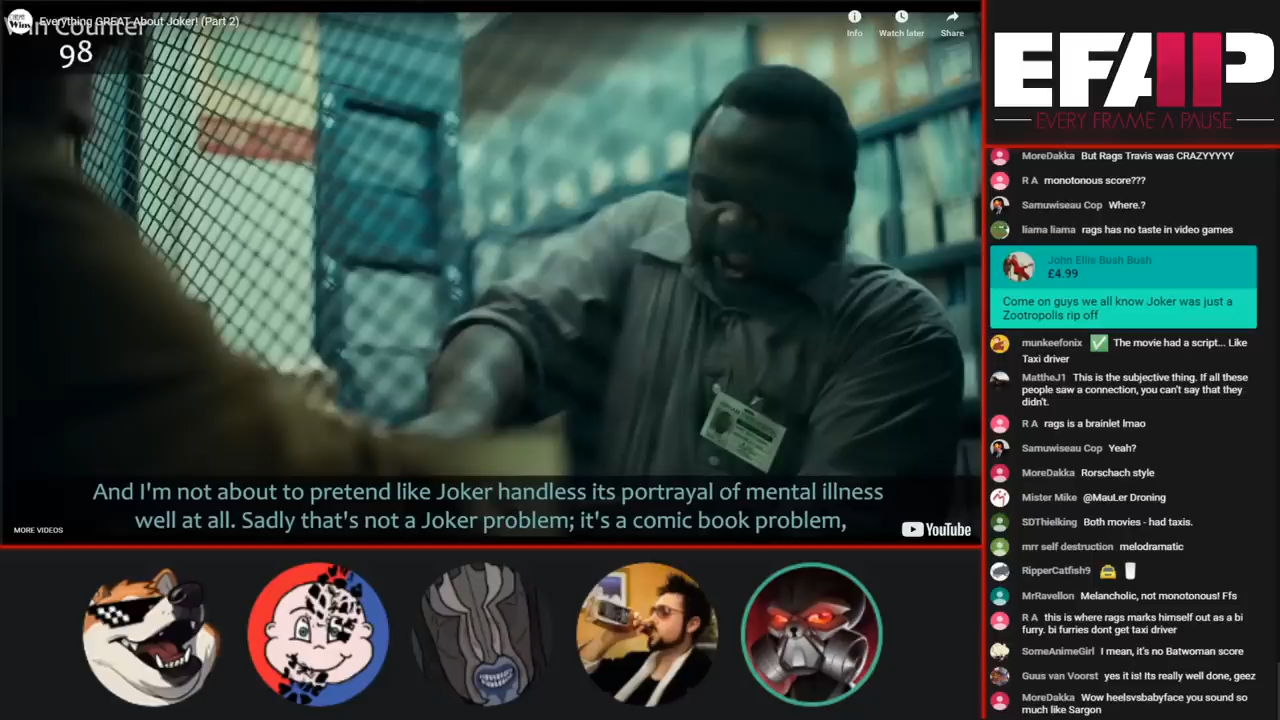 Everything GREAT About Joker! (Part 2)
Win Counter
98
Info
Watch later
Share
And I'm not about to pretend like Joker handless its portrayal of mental illness
well at all. Sadly that's not a Joker problem; it's a comic book problem,
MORE VIDEOS
YouTube
EFAP
EVERY FRAME A PAUSE
MoreDakka But Rags Travis was CRAZYYYYY
R A monotonous score???
Samuwiseau Cop Where.?
liama liama rags has no taste in video games
John Ellis Bush Bush
£4.99
Come on guys we all know Joker was just a
Zootropolis rip off
munkeefonix ✅ The movie had a script... Like
Taxi driver
MattheJ1 This is the subjective thing. If all these
people saw a connection, you can't say that they
didn't.
R A rags is a brainlet lmao
Samuwiseau Cop Yeah?
MoreDakka Rorschach style
Mister Mike @MauLer Droning
SDThielking Both movies - had taxis.
mrr self destruction melodramatic
RipperCatfish9 🚖 🥛
MrRavellon Melancholic, not monotonous! Ffs
R A this is where rags marks himself out as a bi
furry. bi furries dont get taxi driver
SomeAnimeGirl I mean, it's no Batwoman score
Guus van Voorst yes it is! Its really well done, geez
MoreDakka Wow heelsvsbabyface you sound so
much like Sargon